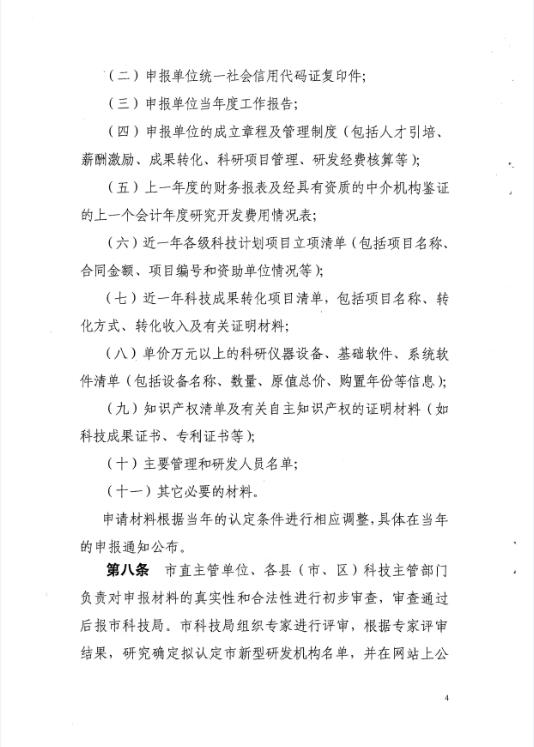 （二）申报单位统一社会信用代码证复印件；
（三）申报单位当年度工作报告；
（四）申报单位的成立章程及管理制度（包括人才引培、
薪酬激励、成果转化、科研项目管理、研发经费核算等）；
（五）上一年度的财务报表及经具有资质的中介机构鉴证
的上一个会计年度研究开发费用情况表；
（六）近一年各级科技计划项目立项清单（包括项目名称、
合同金额、项目编号和资助单位情况等）；
（七）近一年科技成果转化项目清单，包括项目名称、转
化方式、转化收入及有关证明材料；
（八）单价万元以上的科研仪器设备、基础软件、系统软
件清单（包括设备名称、数量、原值总价、购置年份等信息）；
（九）知识产权清单及有关自主知识产权的证明材料（如
科技成果证书、专利证书等）；
（十）主要管理和研发人员名单；
（十一）其它必要的材料。
申请材料根据当年的认定条件进行相应调整，具体在当年
的申报通知公布。
第八条 市直主管单位、各县（市、区）科技主管部门
负责对申报材料的真实性和合法性进行初步审查，审查通过
后报市科技局。市科技局组织专家进行评审，根据专家评审
结果，研究确定拟认定市新型研发机构名单，并在网站上公
4